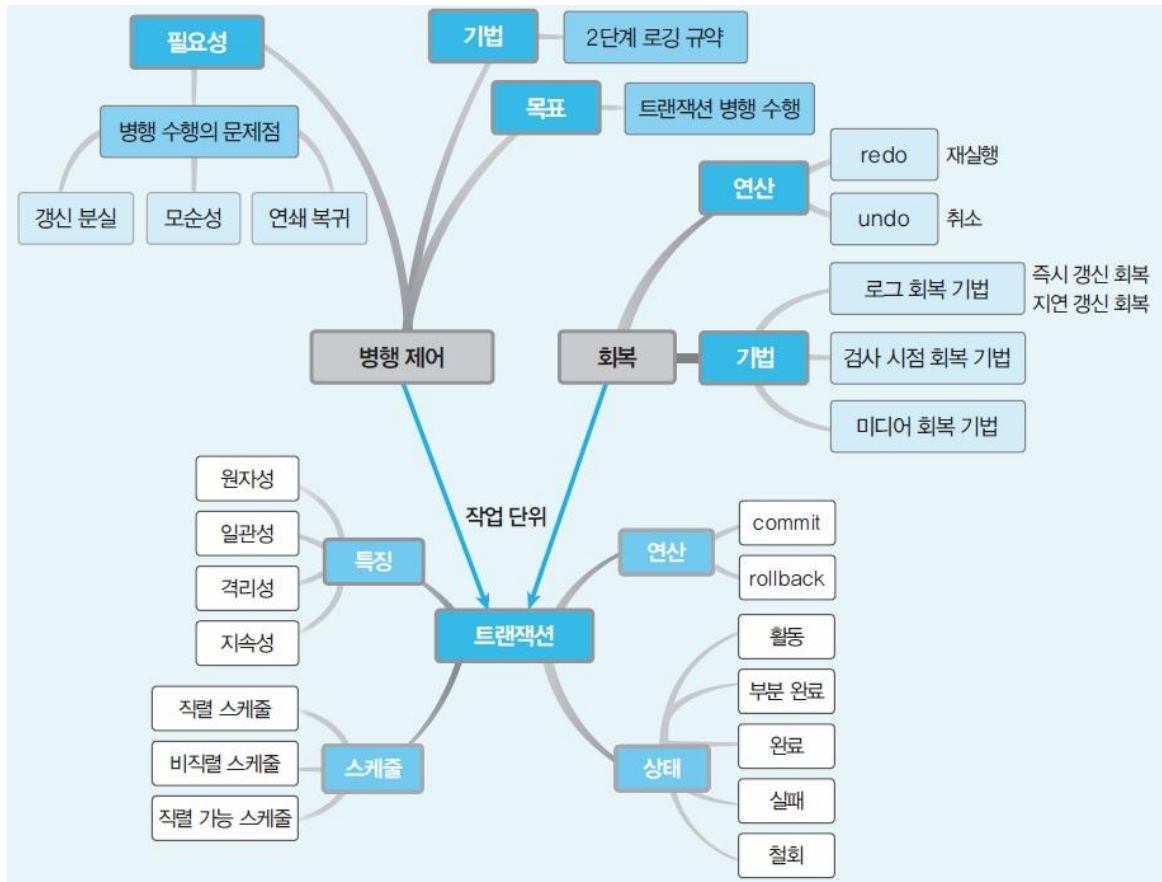 필요성
기법
2단계 로깅 규약
목표
트랜잭션 병행 수행
병행 수행의 문제점
갱신 분실
모순성
연쇄 복귀
연산
redo
재실행
undo
취소
로그 회복 기법
즉시 갱신 회복
지연 갱신 회복
병행 제어
회복
기법
검사 시점 회복 기법
미디어 회복 기법
작업 단위
원자성
일관성
격리성
지속성
특징
연산
commit
rollback
트랜잭션
직렬 스케줄
비직렬 스케줄
직렬 가능 스케줄
스케줄
상태
활동
부분 완료
완료
실패
철회